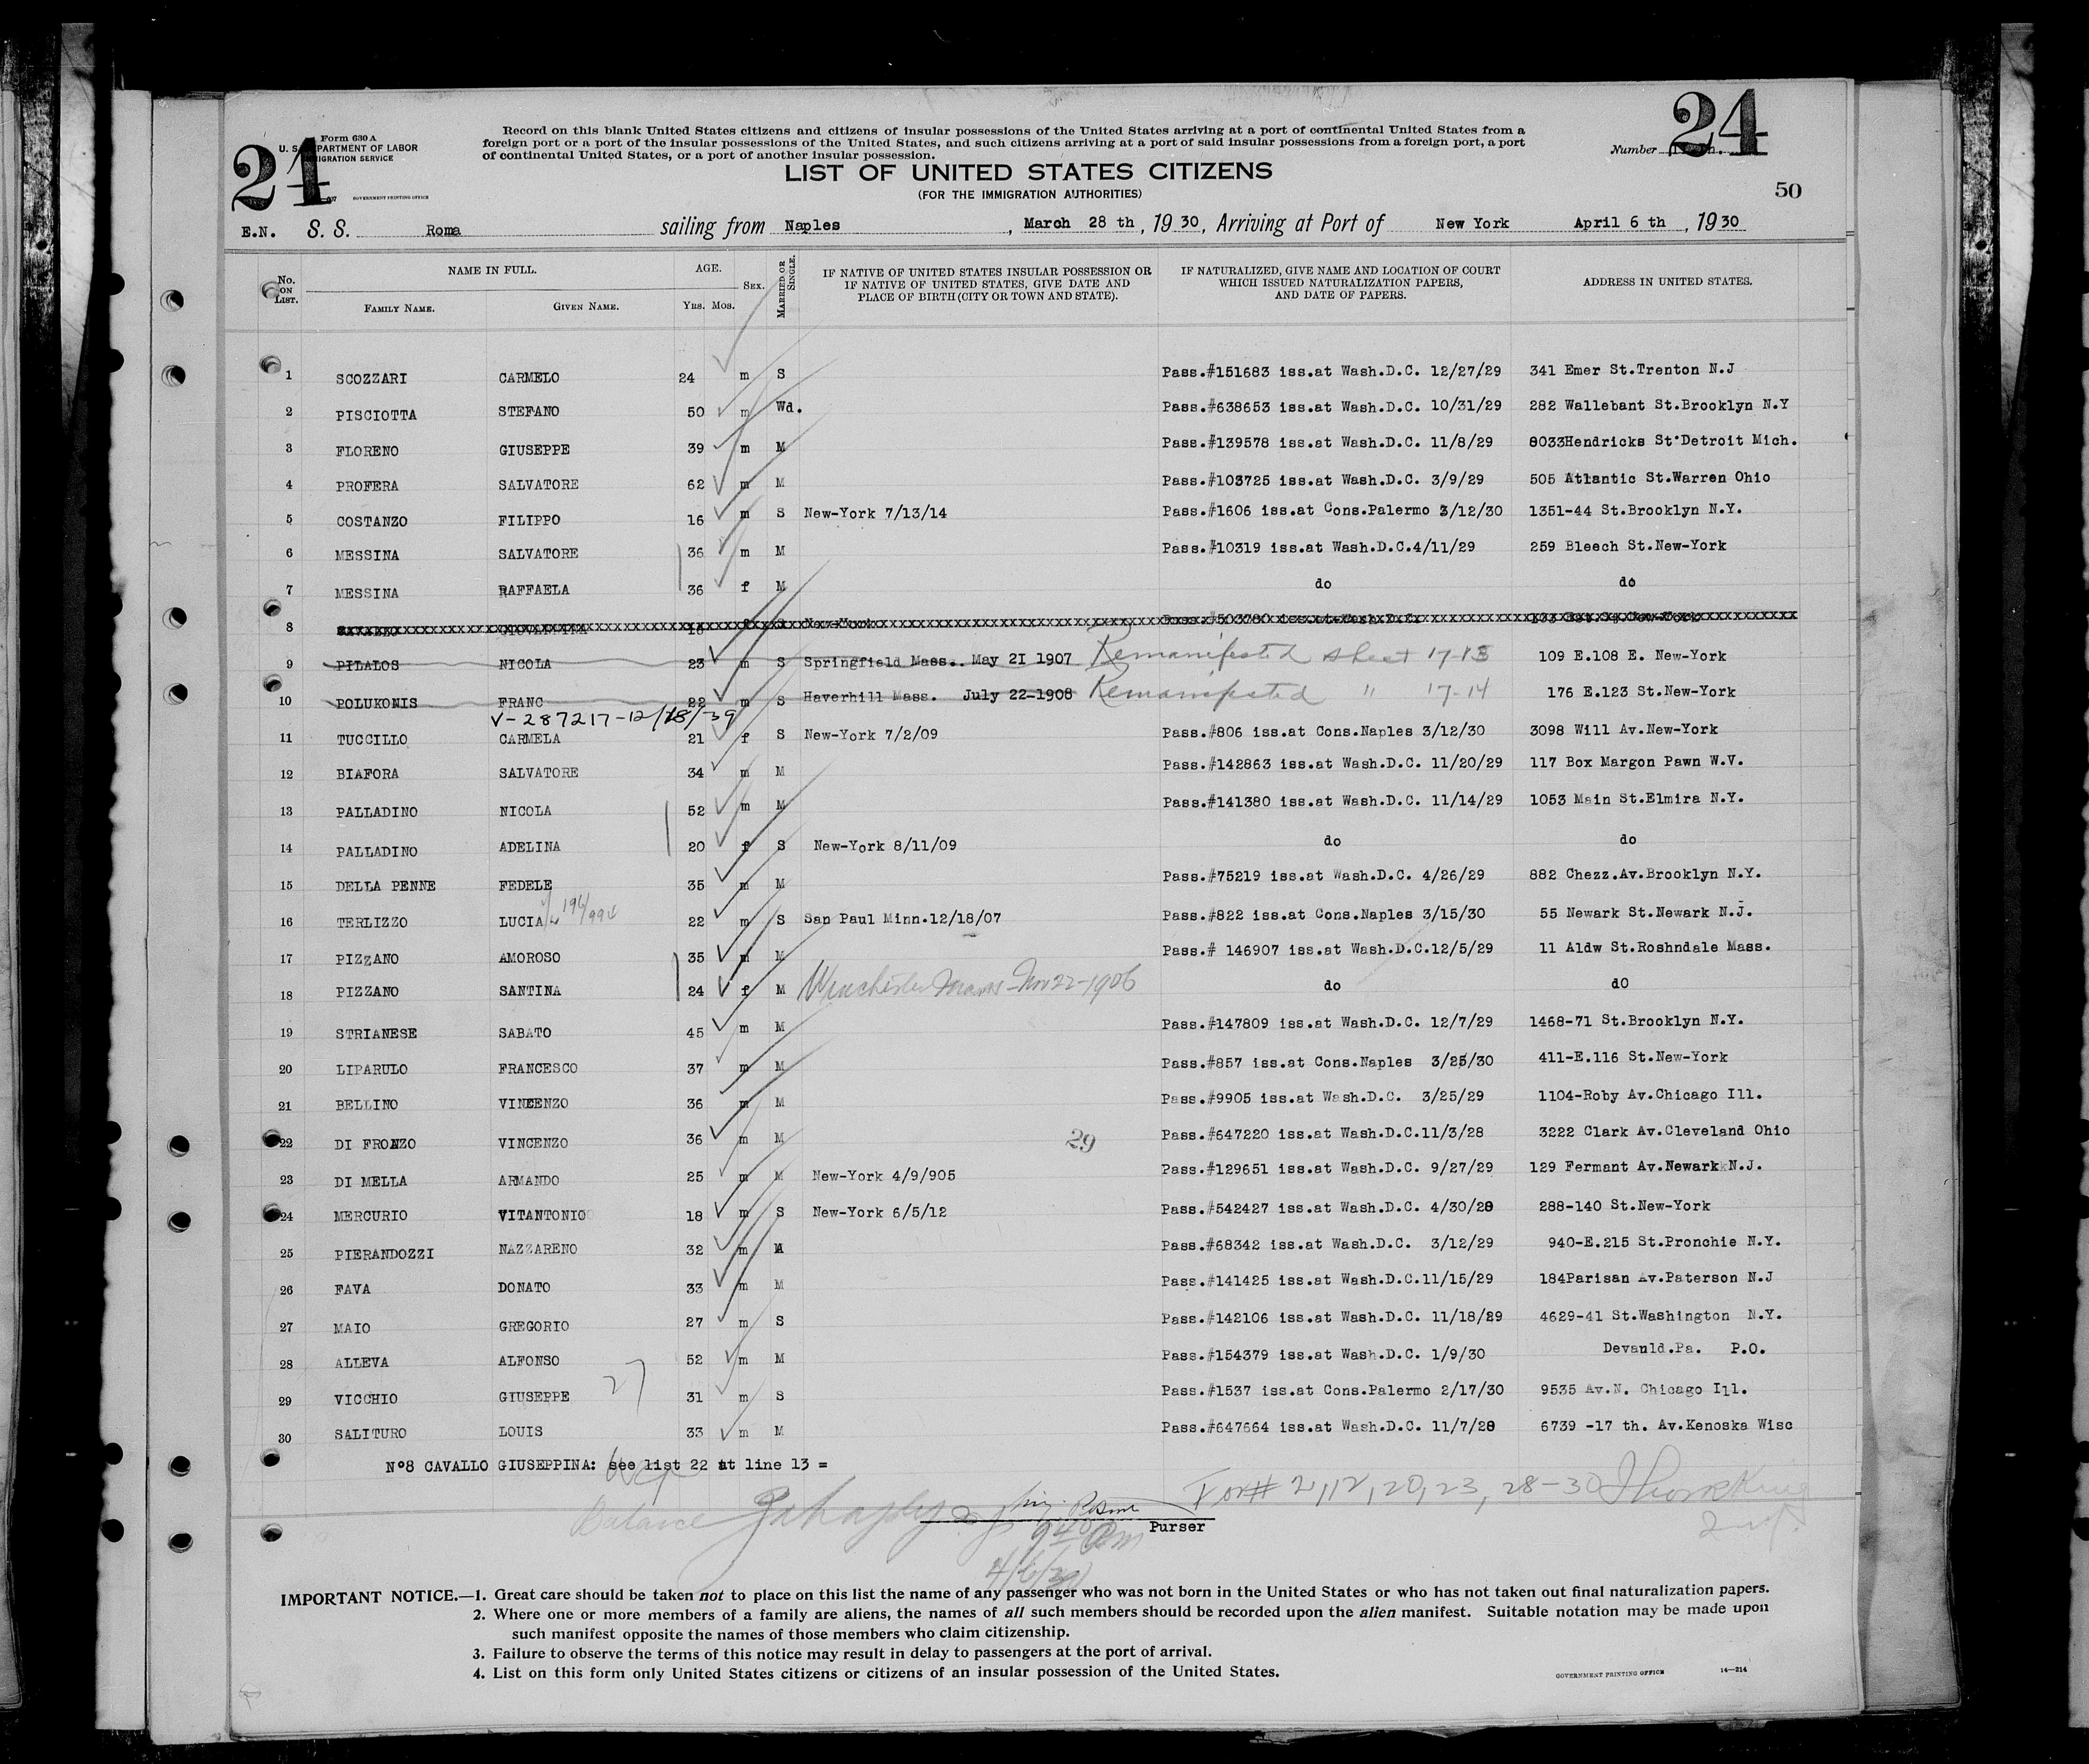 24
24
Form 630 A
U. S. DEPARTMENT OF LABOR
IMMIGRATION SERVICE
GOVERNMENT PRINTING OFFICE
Record on this blank United States citizens and citizens of insular possessions of the United States arriving at a port of continental United States from a
foreign port or a port of the insular possessions of the United States, and such citizens arriving at a port of said insular possessions from a foreign port, a port
of continental United States, or a port of another insular possession.
Number
LIST OF UNITED STATES CITIZENS
(FOR THE IMMIGRATION AUTHORITIES)
50
E.N. S. S. Roma sailing from Naples, March 28 th, 1930, Arriving at Port of New York April 6 th, 1930
No. ON LIST. NAME IN FULL. FAMILY NAME. GIVEN NAME. AGE. YRS. MOS. SEX. MARRIED OR SINGLE. IF NATIVE OF UNITED STATES INSULAR POSSESSION OR IF NATIVE OF UNITED STATES, GIVE DATE AND PLACE OF BIRTH (CITY OR TOWN AND STATE). IF NATURALIZED, GIVE NAME AND LOCATION OF COURT WHICH ISSUED NATURALIZATION PAPERS, AND DATE OF PAPERS. ADDRESS IN UNITED STATES.
1 SCOZZARI CARMELO 24 m S Pass.#151683 iss.at Wash.D.C. 12/27/29 341 Emer St.Trenton N.J
2 PISCIOTTA STEFANO 50 m Wd. Pass.#638653 iss.at Wash.D.C. 10/31/29 282 Wallebant St.Brooklyn N.Y
3 FLORENO GIUSEPPE 39 m M Pass.#139578 iss.at Wash.D.C. 11/8/29 8033Hendricks St.Detroit Mich.
4 PROFERA SALVATORE 62 m M Pass.#103725 iss.at Wash.D.C. 3/9/29 505 Atlantic St.Warren Ohio
5 COSTANZO FILIPPO 16 m S New-York 7/13/14 Pass.#1606 iss.at Cons.Palermo 3/12/30 1351-44 St.Brooklyn N.Y.
6 MESSINA SALVATORE 36 m M Pass.#10319 iss.at Wash.D.C.4/11/29 259 Bleech St.New-York
7 MESSINA RAFFAELA 36 f M do do
8
9 PILALOS NICOLA 23 m S Springfield Mass.. May 21 1907 Remanifested sheet 17-13 109 E.108 E. New-York
10 POLUKONIS FRANC 22 m S Haverhill Mass. July 22-1908 Remanifested " 17-14 176 E.123 St.New-York
V-287217-12/18/39
11 TUCCILLO CARMELA 21 f S New-York 7/2/09 Pass.#806 iss.at Cons.Naples 3/12/30 3098 Will Av.New-York
12 BIAFORA SALVATORE 34 m M Pass.#142863 iss.at Wash.D.C. 11/20/29 117 Box Margon Pawn W.V.
13 PALLADINO NICOLA 52 m M Pass.#141380 iss.at Wash.D.C. 11/14/29 1053 Main St.Elmira N.Y.
14 PALLADINO ADELINA 20 f S New-York 8/11/09 do do
15 DELLA PENNE FEDELE 35 m M Pass.#75219 iss.at Wash.D.C. 4/26/29 882 Chezz.Av.Brooklyn N.Y.
16 TERLIZZO LUCIA 22 m S San Paul Minn.12/18/07 Pass.#822 iss.at Cons.Naples 3/15/30 55 Newark St.Newark N.J.
17 PIZZANO AMOROSO 35 m M Pass.# 146907 iss.at Wash.D.C.12/5/29 11 Aldw St.Roshndale Mass.
18 PIZZANO SANTINA 24 f M Winchester Mass - Nov 22-1906 do dO
19 STRIANESE SABATO 45 m M Pass.#147809 iss.at Wash.D.C. 12/7/29 1468-71 St.Brooklyn N.Y.
20 LIPARULO FRANCESCO 37 m M Pass.#857 iss.at Cons.Naples 3/25/30 411-E.116 St.New-York
21 BELLINO VINCENZO 36 m M Pass.#9905 iss.at Wash.D.C. 3/25/29 1104-Roby Av.Chicago Ill.
22 DI FRONZO VINCENZO 36 m M 29 Pass.#647220 iss.at Wash.D.C.11/3/28 3222 Clark Av.Cleveland Ohio
23 DI MELLA ARMANDO 25 m M New-York 4/9/905 Pass.#129651 iss.at Wash.D.C. 9/27/29 129 Fermant Av.Newark N.J.
24 MERCURIO VITANTONIO 18 m S New-York 6/5/12 Pass.#542427 iss.at Wash.D.C. 4/30/28 288-140 St.New-York
25 PIERANDOZZI NAZZARENO 32 m M Pass.#68342 iss.at Wash.D.C. 3/12/29 940-E.215 St.Pronchie N.Y.
26 FAVA DONATO 33 m M Pass.#141425 iss.at Wash.D.C.11/15/29 184Parisan Av.Paterson N.J
27 MAIO GREGORIO 27 m S Pass.#142106 iss.at Wash.D.C. 11/18/29 4629-41 St.Washington N.Y.
28 ALLEVA ALFONSO 52 m M Pass.#154379 iss.at Wash.D.C. 1/9/30 Devauld.Pa. P.O.
29 VICCHIO GIUSEPPE 27 31 m S Pass.#1537 iss.at Cons.Palermo 2/17/30 9535 Av.N. Chicago Ill.
30 SALITURO LOUIS 33 m M Pass.#647664 iss.at Wash.D.C. 11/7/28 6739 -17 th. Av.Kenoska Wisc
N°8 CAVALLO GIUSEPPINA: see list 22 at line 13 =
For # 2, 12, 20, 23, 28-30
Balance
Purser
940 am
4/6/30
IMPORTANT NOTICE.—1. Great care should be taken not to place on this list the name of any passenger who was not born in the United States or who has not taken out final naturalization papers.
2. Where one or more members of a family are aliens, the names of all such members should be recorded upon the alien manifest. Suitable notation may be made upon
such manifest opposite the names of those members who claim citizenship.
3. Failure to observe the terms of this notice may result in delay to passengers at the port of arrival.
4. List on this form only United States citizens or citizens of an insular possession of the United States.
GOVERNMENT PRINTING OFFICE 14-214